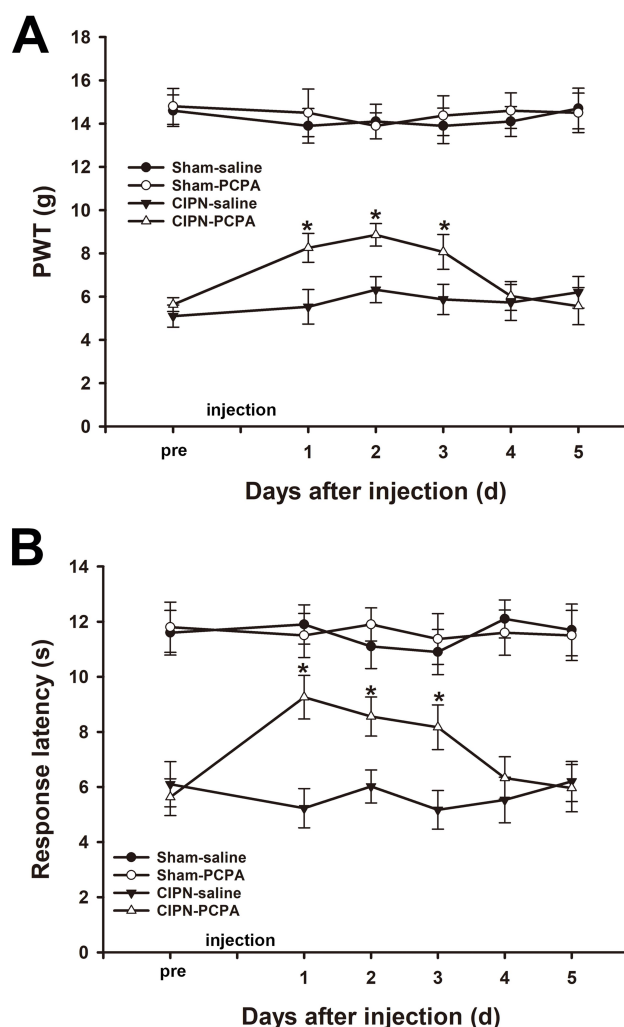 A
18
16
14
12
10
8
6
4
2
0
PWT (g)
Sham-saline
Sham-PCPA
CIPN-saline
CIPN-PCPA
* * *
injection
pre 1 2 3 4 5
Days after injection (d)
B
14
12
10
8
6
4
2
0
Response latency (s)
* * *
Sham-saline
Sham-PCPA
CIPN-saline
CIPN-PCPA
injection
pre 1 2 3 4 5
Days after injection (d)